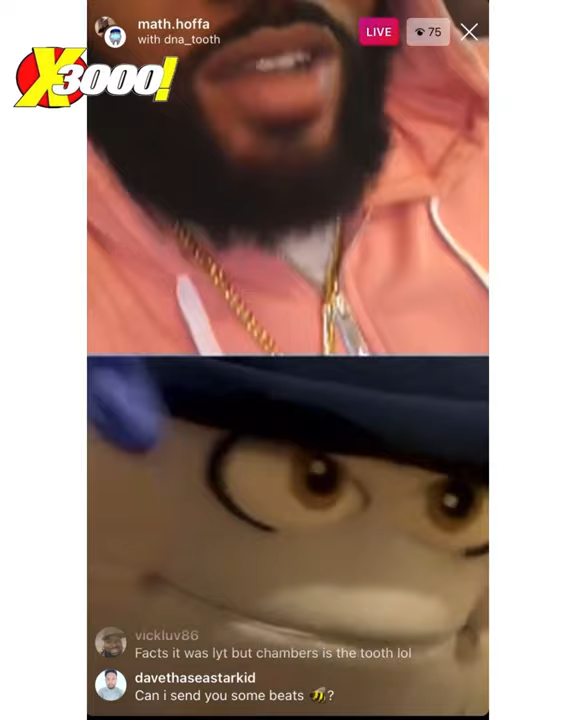 math.hoffa
with dna_tooth
LIVE
75
X3000!
vickluv86
Facts it was lyt but chambers is the tooth lol
davethaseastarkid
Can i send you some beats 🐝?